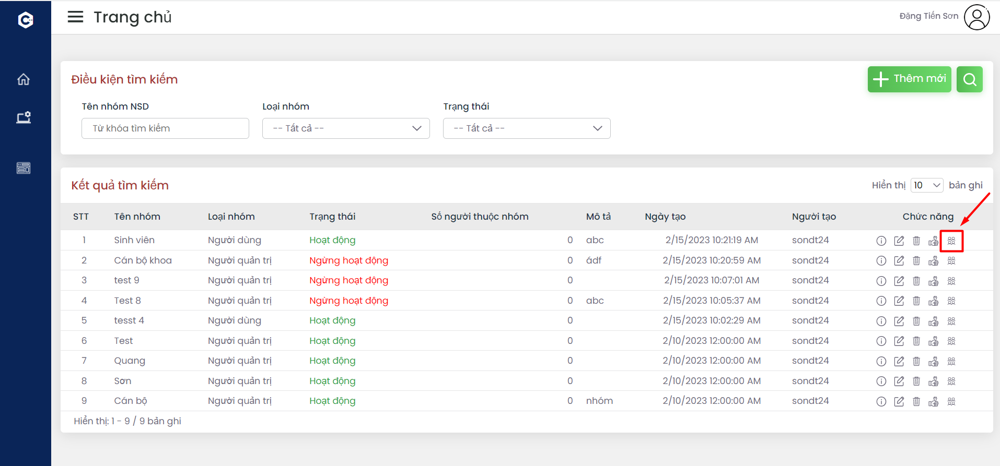 Trang chủ
Đặng Tiến Sơn
Điều kiện tìm kiếm
Thêm mới
Tên nhóm NSD Loại nhóm Trạng thái
Từ khóa tìm kiếm -- Tất cả -- -- Tất cả --
Kết quả tìm kiếm
Hiển thị 10 bản ghi
STT Tên nhóm Loại nhóm Trạng thái Số người thuộc nhóm Mô tả Ngày tạo Người tạo Chức năng
1 Sinh viên Người dùng Hoạt động 0 abc 2/15/2023 10:21:19 AM sondt24
2 Cán bộ khoa Người quản trị Ngừng hoạt động 0 ádf 2/15/2023 10:20:59 AM sondt24
3 test 9 Người quản trị Ngừng hoạt động 0 2/15/2023 10:07:01 AM sondt24
4 Test 8 Người quản trị Ngừng hoạt động 0 abc 2/15/2023 10:05:37 AM sondt24
5 tesst 4 Người dùng Hoạt động 0 2/15/2023 10:02:29 AM sondt24
6 Test Người quản trị Hoạt động 0 2/10/2023 12:00:00 AM sondt24
7 Quang Người quản trị Hoạt động 0 2/10/2023 12:00:00 AM sondt24
8 Sơn Người quản trị Hoạt động 0 2/10/2023 12:00:00 AM sondt24
9 Cán bộ Người quản trị Hoạt động 0 nhóm 2/10/2023 12:00:00 AM sondt24
Hiển thị: 1 - 9 / 9 bản ghi